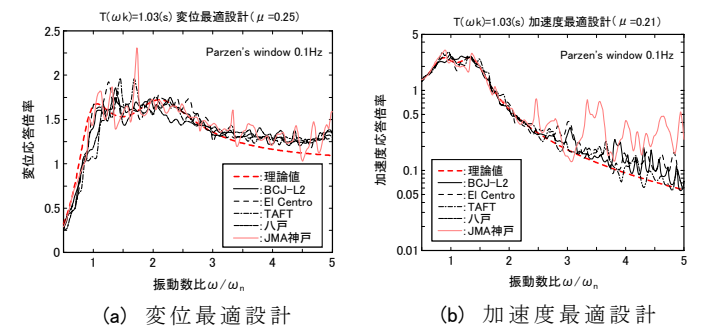 T(ωk)=1.03(s) 変位最適設計(μ=0.25)
Parzen's window 0.1Hz
変位応答倍率
2.5
2
1.5
1
0.5
0
1
2
3
4
5
:理論値
:BCJ-L2
:El Centro
:TAFT
:八戸
:JMA神戸
振動数比ω/ωn
(a) 変位最適設計
T(ωk)=1.03(s) 加速度最適設計(μ=0.21)
Parzen's window 0.1Hz
加速度応答倍率
5
1
0.5
0.1
0.05
0.01
1
2
3
4
5
:理論値
:BCJ-L2
:El Centro
:TAFT
:八戸
:JMA神戸
振動数比ω/ωn
(b) 加速度最適設計